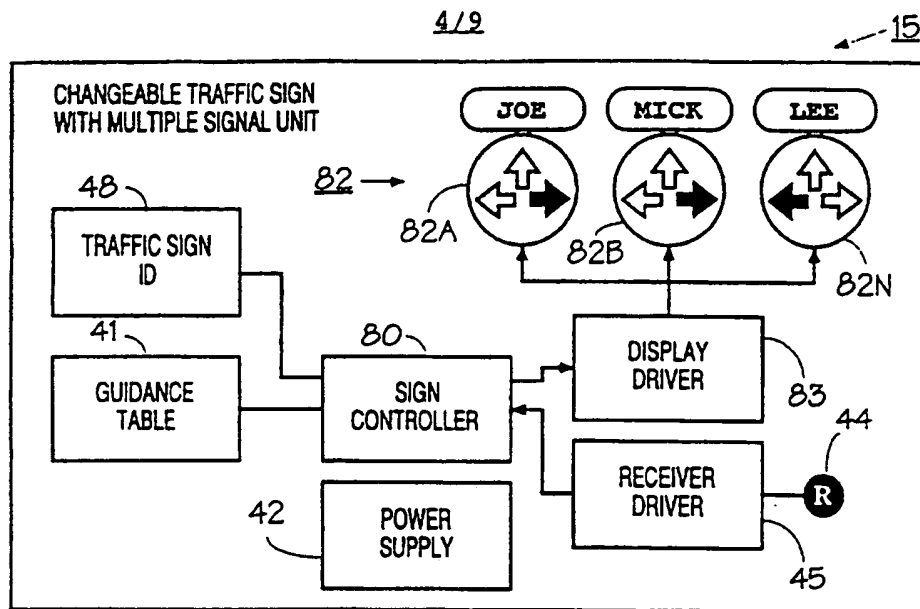 4/9
15
CHANGEABLE TRAFFIC SIGN
WITH MULTIPLE SIGNAL UNIT
JOE
MICK
LEE
82
82A
82B
82N
48
TRAFFIC SIGN
ID
41
GUIDANCE
TABLE
80
SIGN
CONTROLLER
DISPLAY
DRIVER
83
44
R
RECEIVER
DRIVER
45
42
POWER
SUPPLY